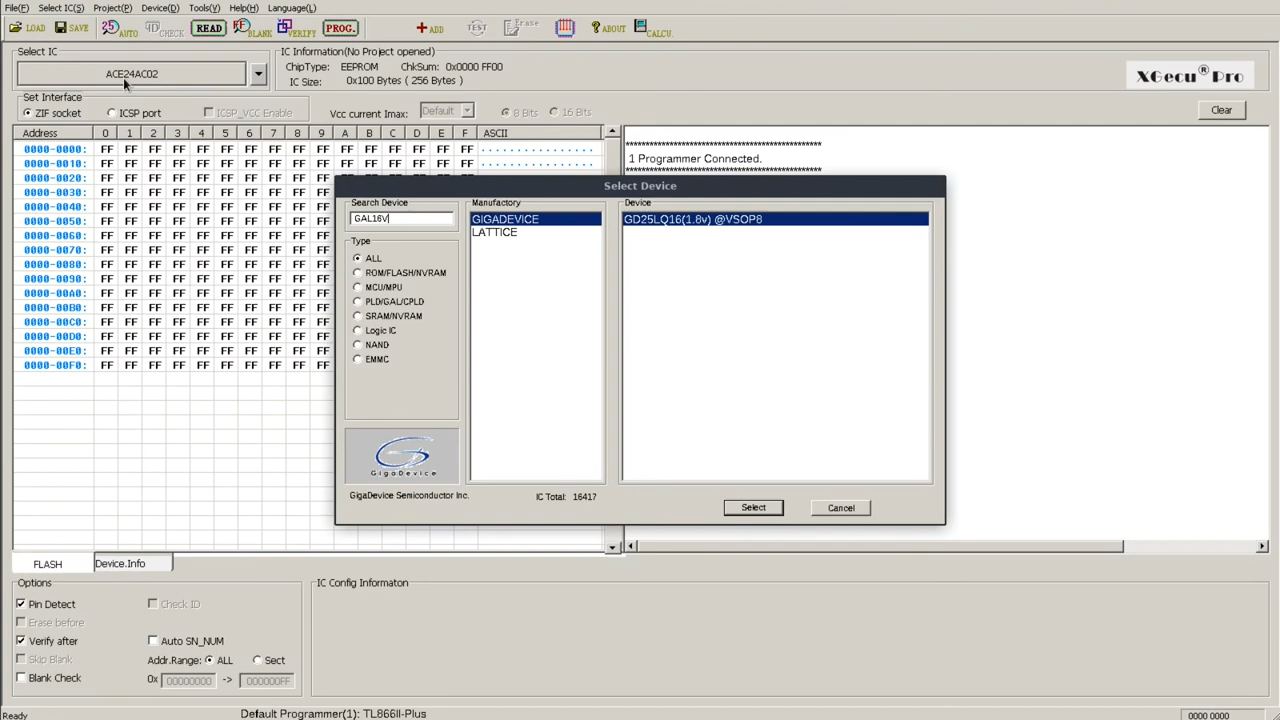 File(F) Select IC(S) Project(P) Device(D) Tools(V) Help(H) Language(L)
LOAD SAVE 25 AUTO CHECK READ FF BLANK VERIFY PROG. ADD TEST Erase ABOUT CALCU.
Select IC
ACE24AC02
IC Information(No Project opened)
ChipType: EEPROM ChkSum: 0x0000 FF00
IC Size: 0x100 Bytes ( 256 Bytes )
XGecu® Pro
Set Interface
ZIF socket ICSP port ICSP_VCC Enable Vcc current Imax: Default 8 Bits 16 Bits Clear
Address 0 1 2 3 4 5 6 7 8 9 A B C D E F ASCII
0000-0000: FF FF FF FF FF FF FF FF FF FF FF FF FF FF FF FF ................
0000-0010: FF FF FF FF FF FF FF FF FF FF FF FF FF FF FF FF ................
0000-0020: FF FF FF FF FF FF FF FF FF FF FF FF FF FF FF FF
0000-0030: FF FF FF FF FF FF FF FF FF
0000-0040: FF FF FF FF FF FF FF FF FF
0000-0050: FF FF FF FF FF FF FF FF FF
0000-0060: FF FF FF FF FF FF FF FF FF
0000-0070: FF FF FF FF FF FF FF FF FF
0000-0080: FF FF FF FF FF FF FF FF FF
0000-0090: FF FF FF FF FF FF FF FF FF
0000-00A0: FF FF FF FF FF FF FF FF FF
0000-00B0: FF FF FF FF FF FF FF FF FF
0000-00C0: FF FF FF FF FF FF FF FF FF
0000-00D0: FF FF FF FF FF FF FF FF FF
0000-00E0: FF FF FF FF FF FF FF FF FF
0000-00F0: FF FF FF FF FF FF FF FF FF
1 Programmer Connected.
Select Device
Search Device
GAL16V
Type
ALL
ROM/FLASH/NVRAM
MCU/MPU
PLD/GAL/CPLD
SRAM/NVRAM
Logic IC
NAND
EMMC
GigaDevice
GigaDevice Semiconductor Inc.
Manufactory
GIGADEVICE
LATTICE
Device
GD25LQ16(1.8v) @VSOP8
IC Total: 16417
Select Cancel
FLASH Device.Info
Options
Pin Detect Check ID
Erase before
Verify after Auto SN_NUM
Skip Blank Addr.Range: ALL Sect
Blank Check 0x 00000000 -> 000000FF
IC Config Informaton
Ready Default Programmer(1): TL866II-Plus 0000 0000